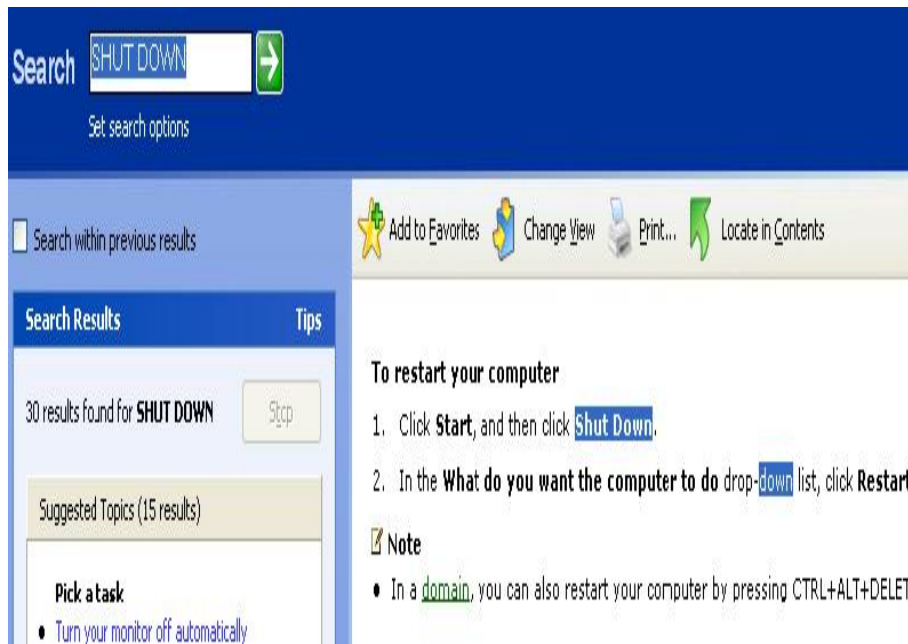 Search SHUT DOWN
Set search options
Search within previous results
Add to Favorites Change View Print... Locate in Contents
Search Results Tips
30 results found for SHUT DOWN Stop
Suggested Topics (15 results)
Pick a task
• Turn your monitor off automatically
To restart your computer
1. Click Start, and then click Shut Down.
2. In the What do you want the computer to do drop-down list, click Restart
Note
• In a domain, you can also restart your computer by pressing CTRL+ALT+DELET